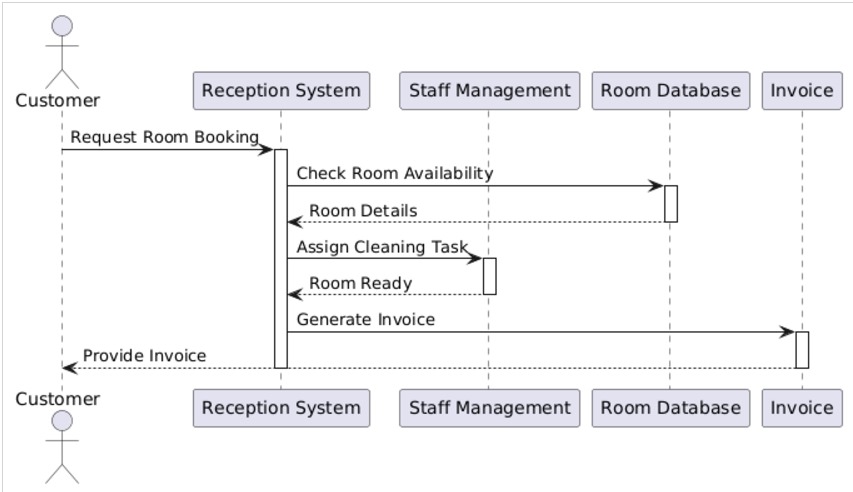 Customer
Reception System
Staff Management
Room Database
Invoice
Request Room Booking
Check Room Availability
Room Details
Assign Cleaning Task
Room Ready
Generate Invoice
Provide Invoice
Customer
Reception System
Staff Management
Room Database
Invoice